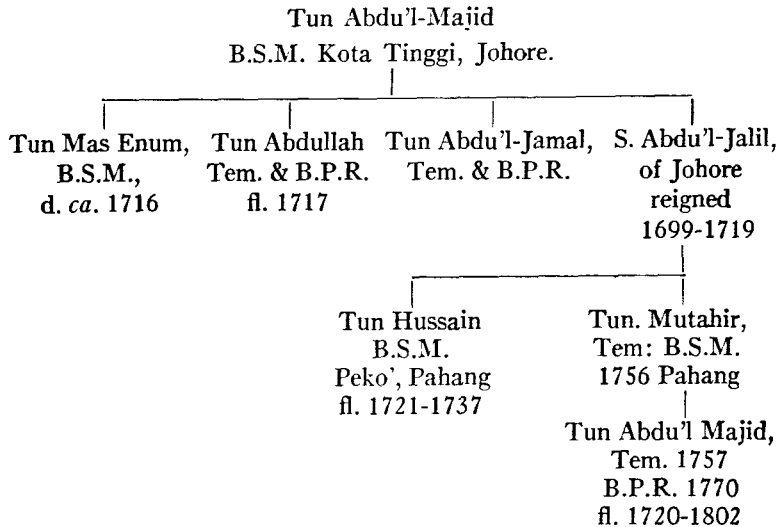 Tun Abdu'l-Majid
B.S.M. Kota Tinggi, Johore.
Tun Mas Enum,
B.S.M.,
d. ca. 1716
Tun Abdullah
Tem. & B.P.R.
fl. 1717
Tun Abdu'l-Jamal,
Tem. & B.P.R.
S. Abdu'l-Jalil,
of Johore
reigned
1699-1719
Tun Hussain
B.S.M.
Peko', Pahang
fl. 1721-1737
Tun. Mutahir,
Tem: B.S.M.
1756 Pahang
Tun Abdu'l Majid,
Tem. 1757
B.P.R. 1770
fl. 1720-1802